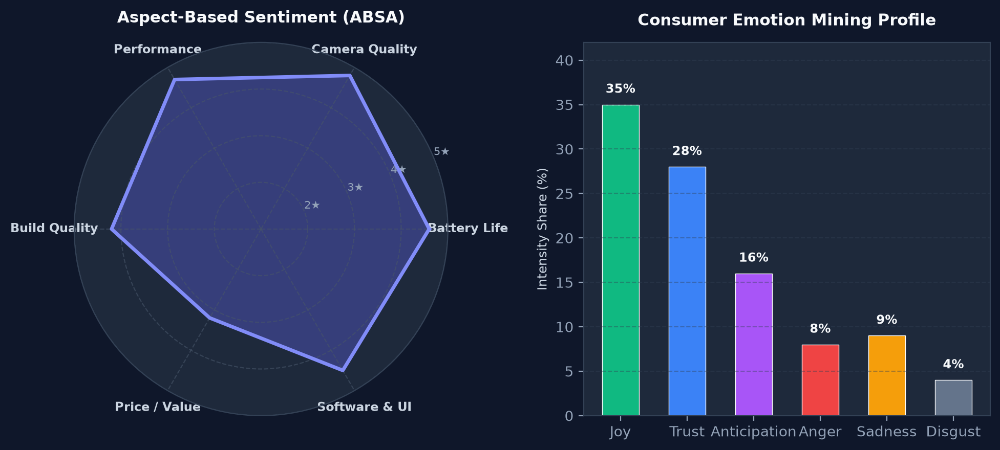 Aspect-Based Sentiment (ABSA)
Performance
Camera Quality
5★
4★
3★
2★
Build Quality
Battery Life
Price / Value
Software & UI
Consumer Emotion Mining Profile
Intensity Share (%)
40
35
30
25
20
15
10
5
0
35%
28%
16%
8%
9%
4%
Joy
Trust
Anticipation
Anger
Sadness
Disgust